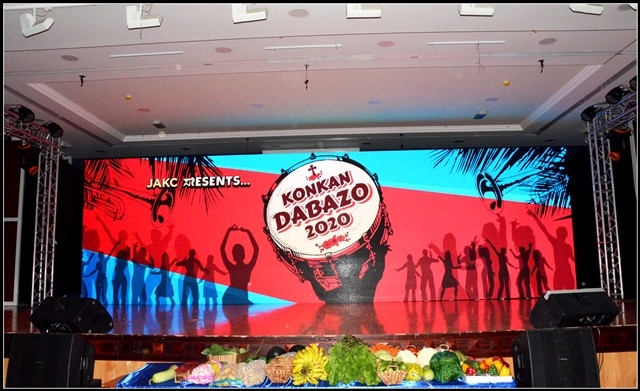 JAKC PRESENTS...
KONKAN
DABAZO
2020